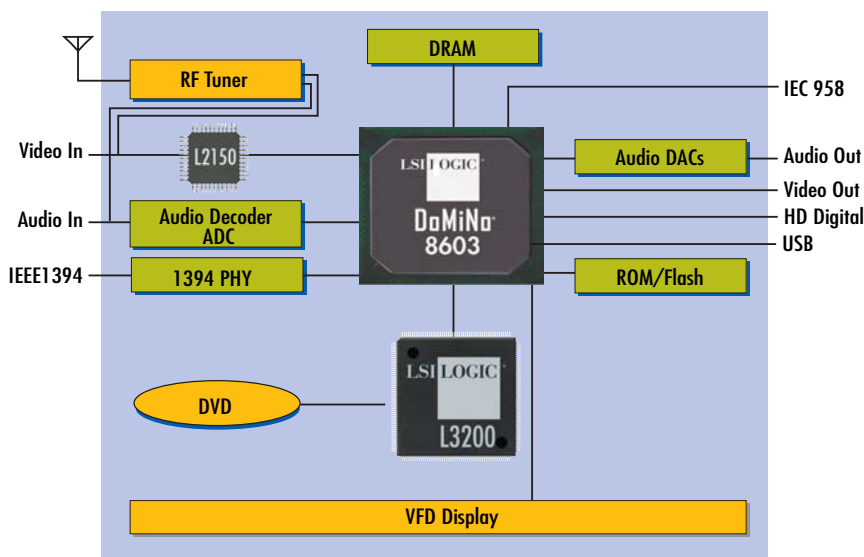 DRAM
RF Tuner
IEC 958
Video In
L2150
LSI LOGIC
DoMiNo
8603
Audio DACs
Audio Out
Video Out
Audio In
Audio Decoder
ADC
HD Digital
USB
IEEE1394
1394 PHY
ROM/Flash
LSI LOGIC
L3200
DVD
VFD Display